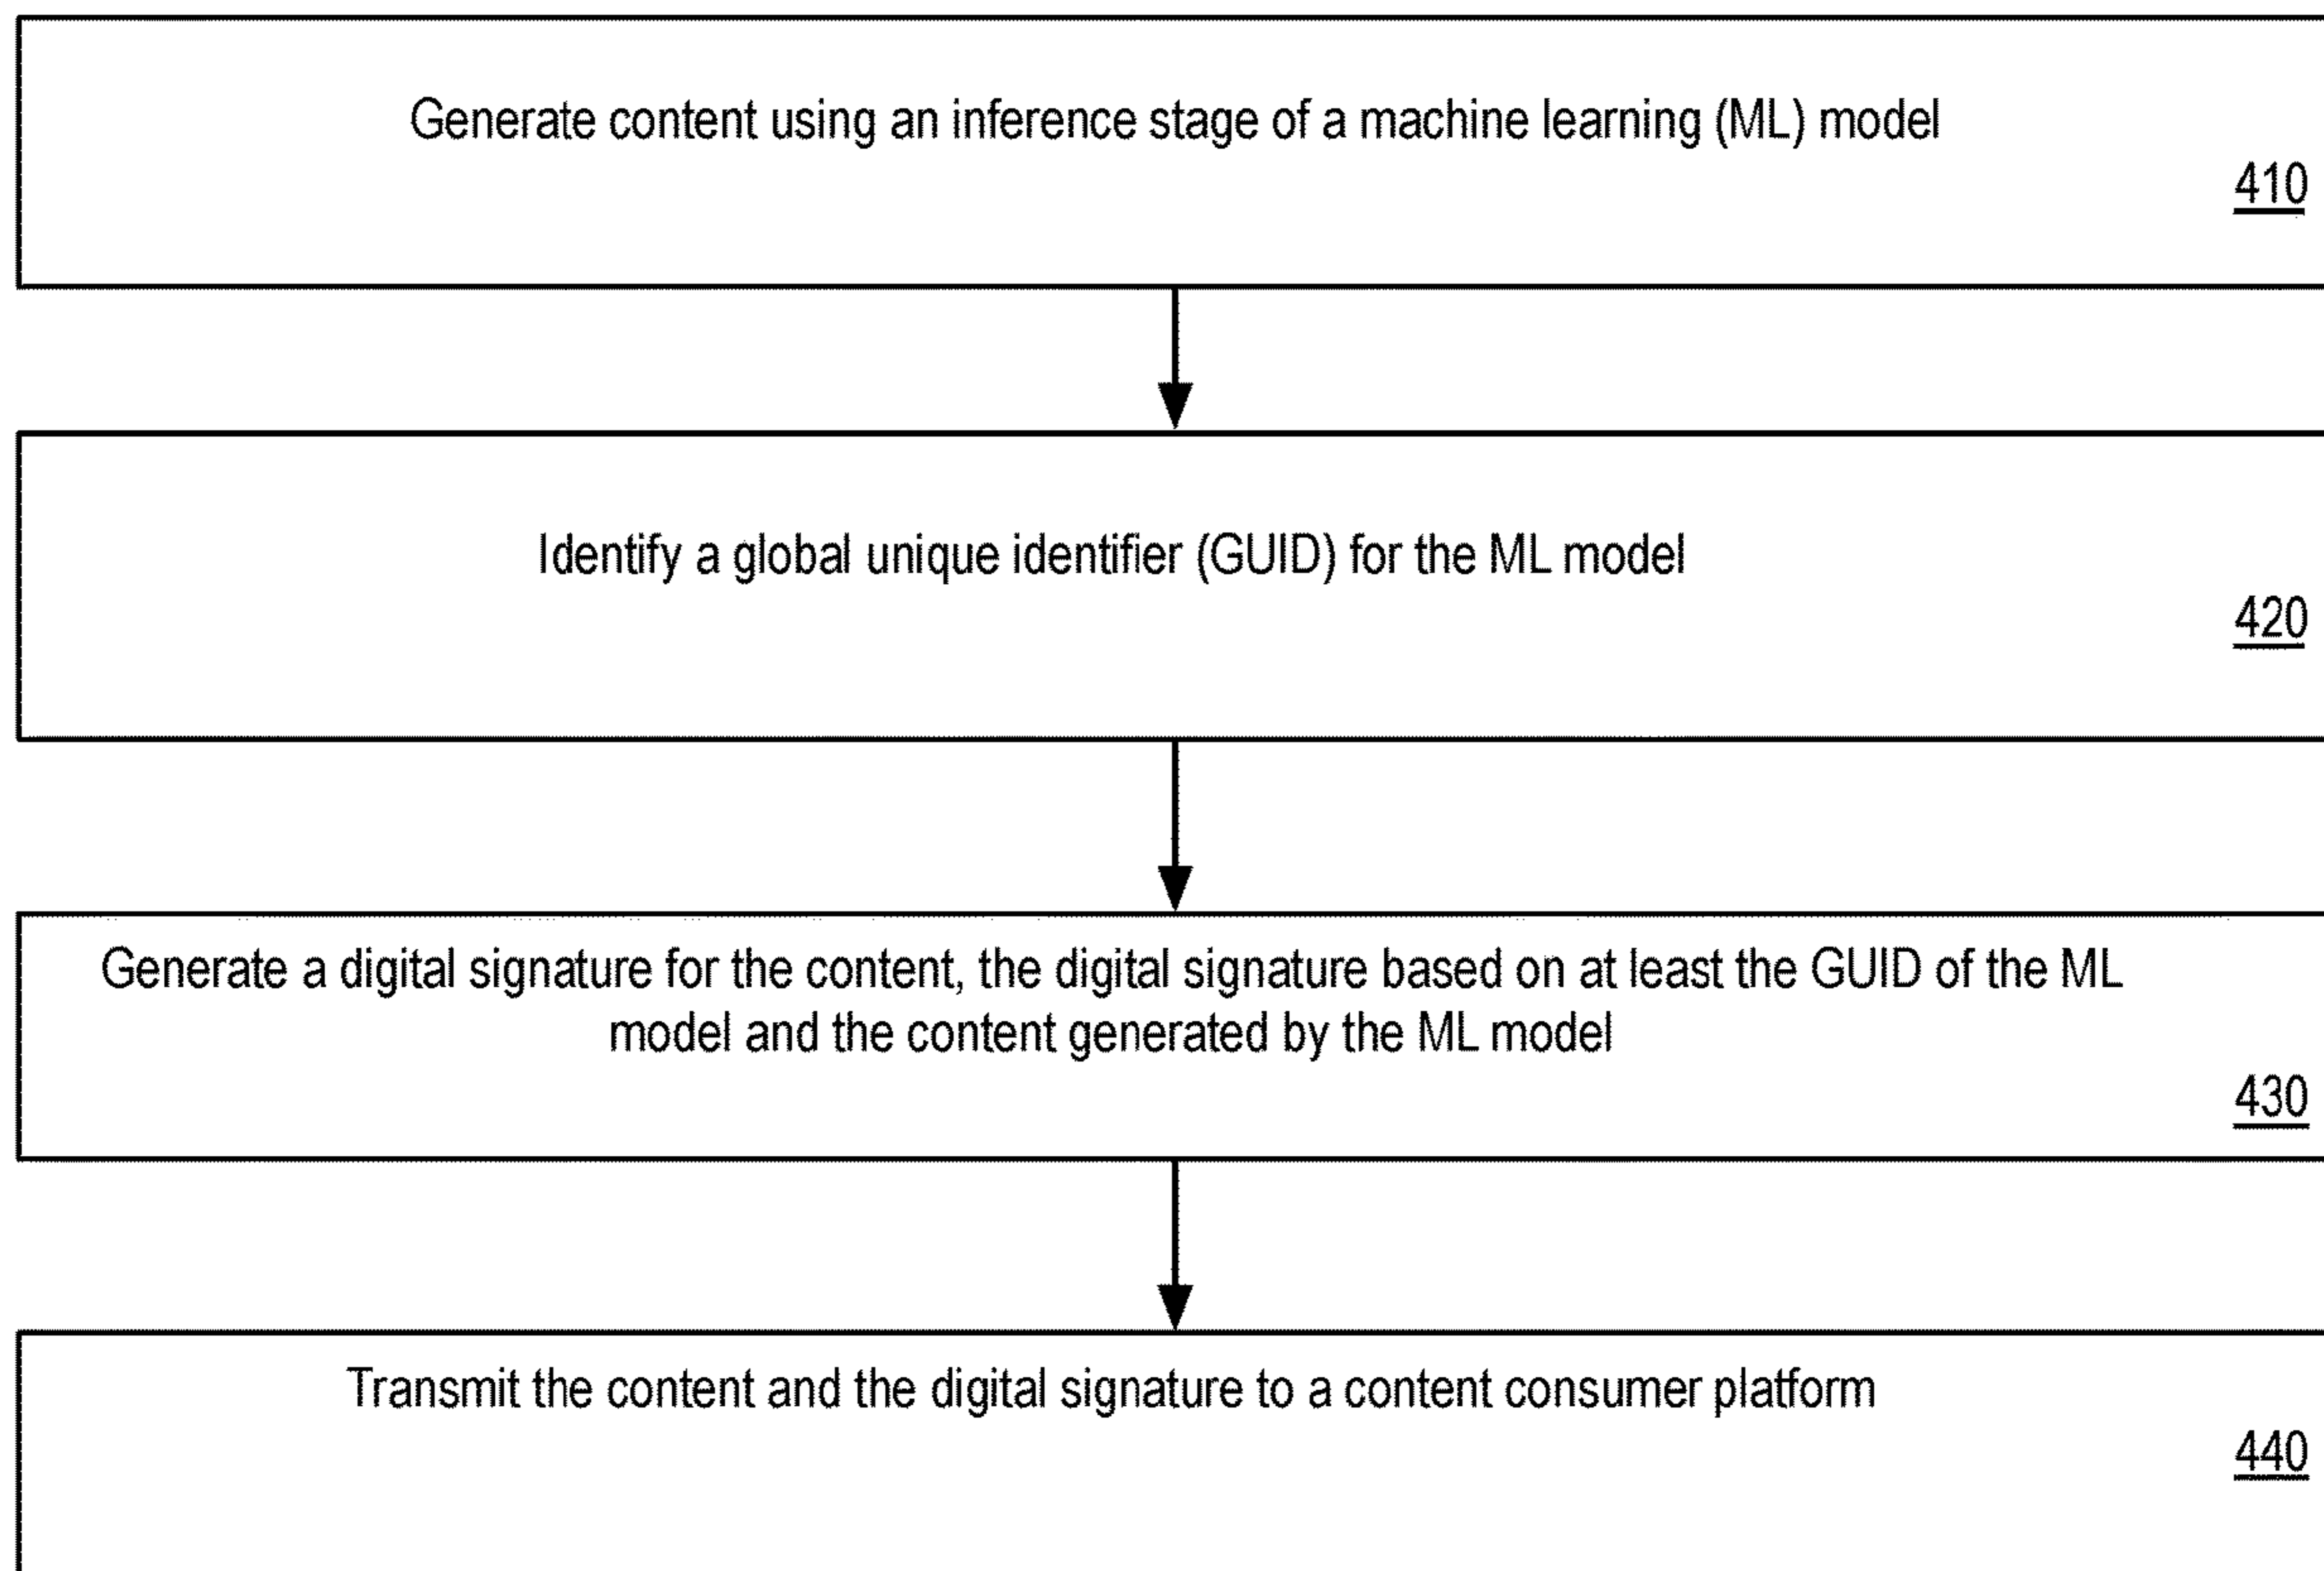 Generate content using an inference stage of a machine learning (ML) model
410
Identify a global unique identifier (GUID) for the ML model
420
Generate a digital signature for the content, the digital signature based on at least the GUID of the ML
model and the content generated by the ML model
430
Transmit the content and the digital signature to a content consumer platform
440